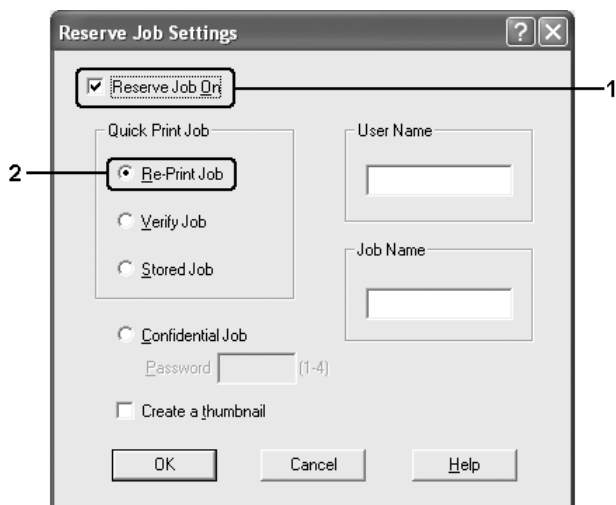 Reserve Job Settings
Reserve Job On
1
Quick Print Job
User Name
2
Re-Print Job
Verify Job
Job Name
Stored Job
Confidential Job
Password (1-4)
Create a thumbnail
OK Cancel Help